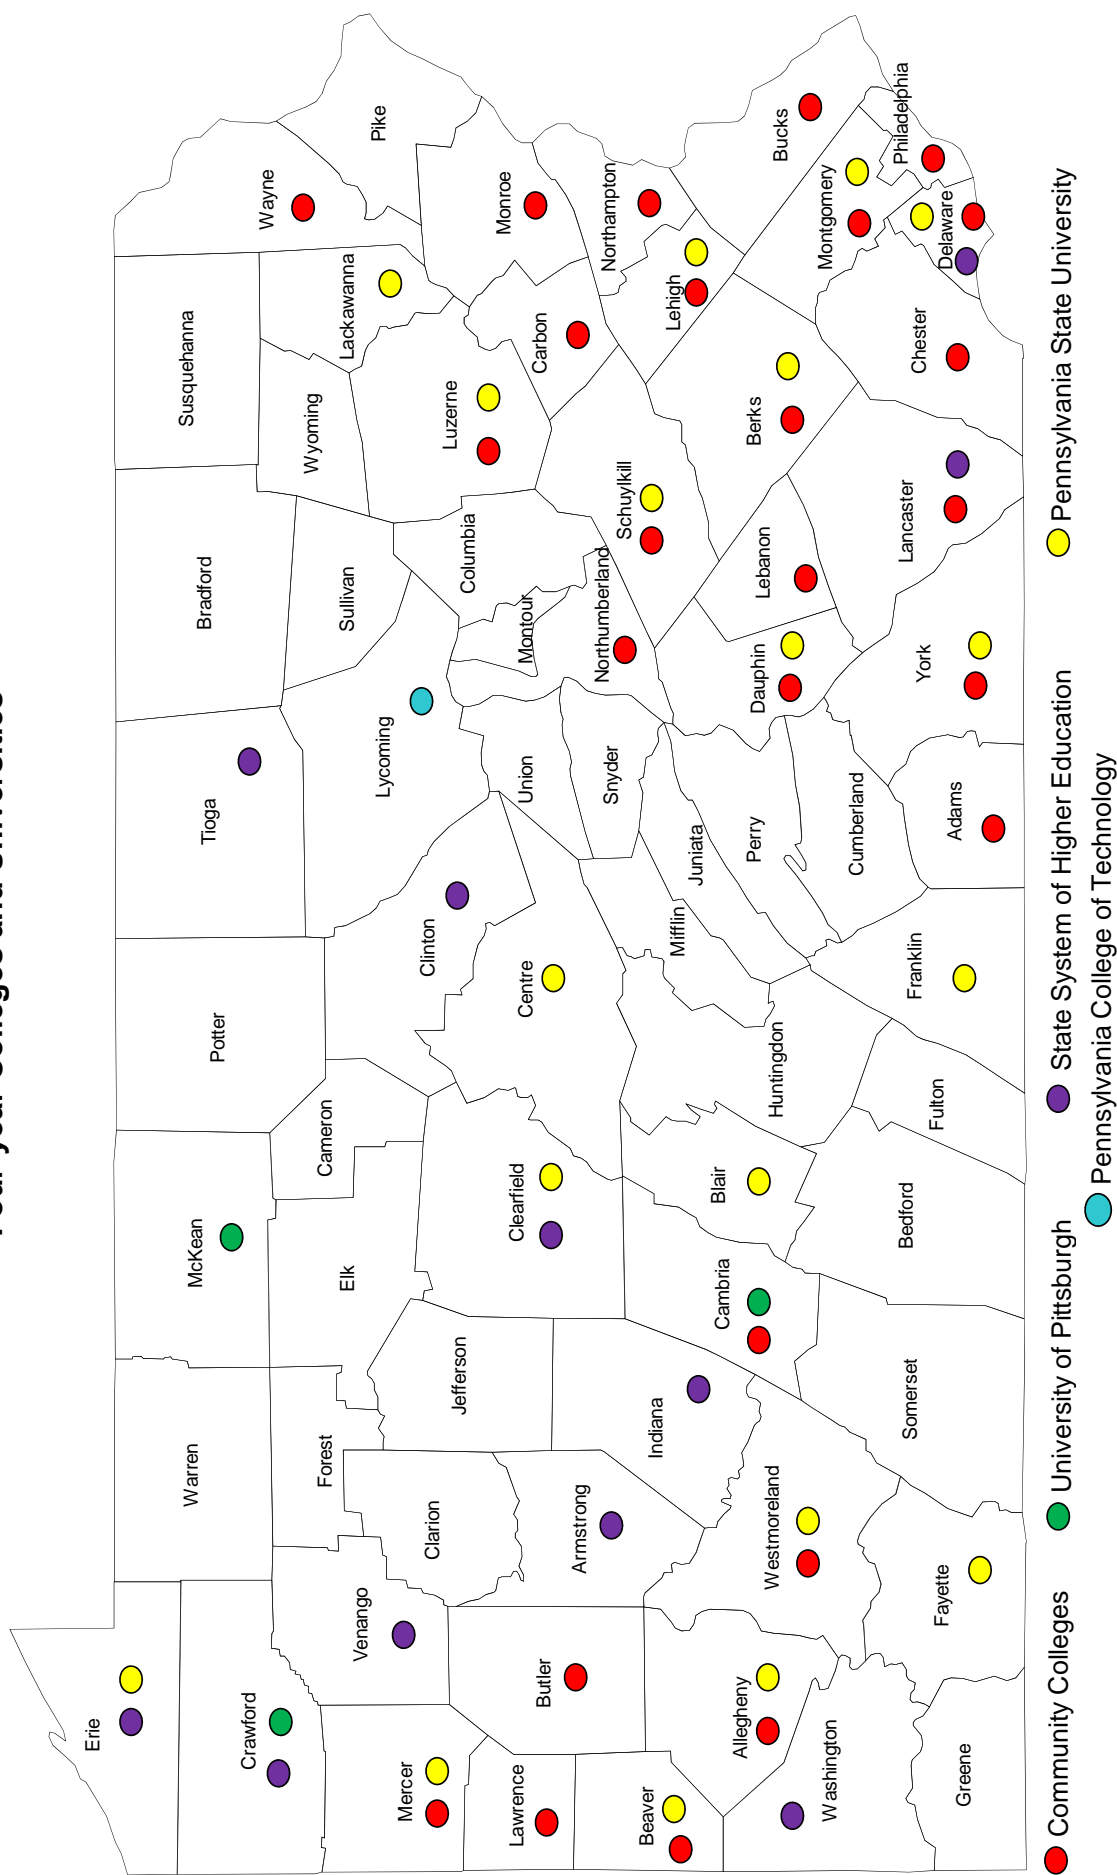 Four-year Colleges and Universities
Erie
Warren
McKean
Potter
Tioga
Bradford
Susquehanna
Wayne
Crawford
Forest
Elk
Cameron
Sullivan
Wyoming
Lackawanna
Pike
Venango
Clarion
Jefferson
Clinton
Lycoming
Columbia
Luzerne
Monroe
Mercer
Lawrence
Butler
Armstrong
Clearfield
Centre
Union
Montour
Carbon
Northampton
Snyder
Northumberland
Schuylkill
Lehigh
Beaver
Indiana
Mifflin
Juniata
Allegheny
Westmoreland
Cambria
Blair
Huntingdon
Perry
Dauphin
Lebanon
Berks
Bucks
Washington
Cumberland
Montgomery
Somerset
Bedford
Fulton
Franklin
Lancaster
Chester
Delaware
Philadelphia
Greene
Fayette
Adams
York
Community Colleges
University of Pittsburgh
State System of Higher Education
Pennsylvania State University
Pennsylvania College of Technology